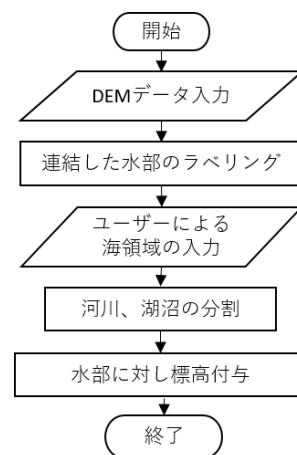 開始
DEMデータ入力
連結した水部のラベリング
ユーザーによる
海領域の入力
河川、湖沼の分割
水部に対し標高付与
終了